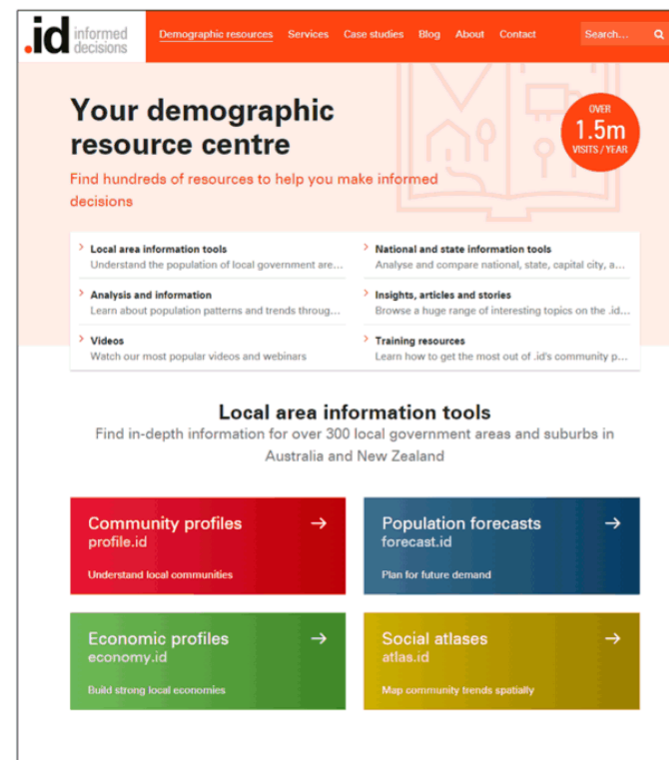 .id informed decisions
Demographic resources Services Case studies Blog About Contact Search...
Your demographic
resource centre
OVER
1.5m
VISITS / YEAR
Find hundreds of resources to help you make informed
decisions
Local area information tools
Understand the population of local government are...
National and state information tools
Analyse and compare national, state, capital city, a...
Analysis and information
Learn about population patterns and trends throug...
Insights, articles and stories
Browse a huge range of interesting topics on the .id...
Videos
Watch our most popular videos and webinars
Training resources
Learn how to get the most out of .id's community p...
Local area information tools
Find in-depth information for over 300 local government areas and suburbs in
Australia and New Zealand
Community profiles
profile.id
Understand local communities
Population forecasts
forecast.id
Plan for future demand
Economic profiles
economy.id
Build strong local economies
Social atlases
atlas.id
Map community trends spatially